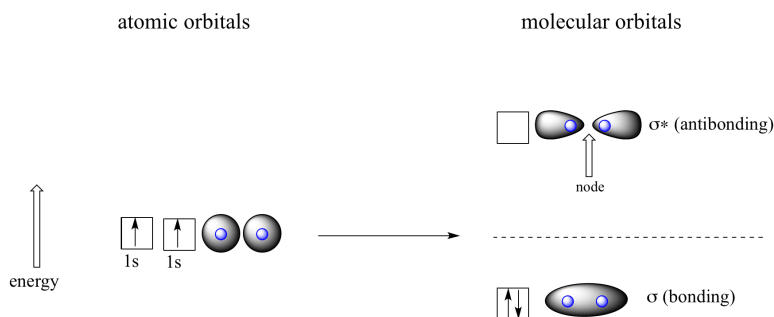 atomic orbitals
molecular orbitals
σ* (antibonding)
node
1s 1s
energy
σ (bonding)